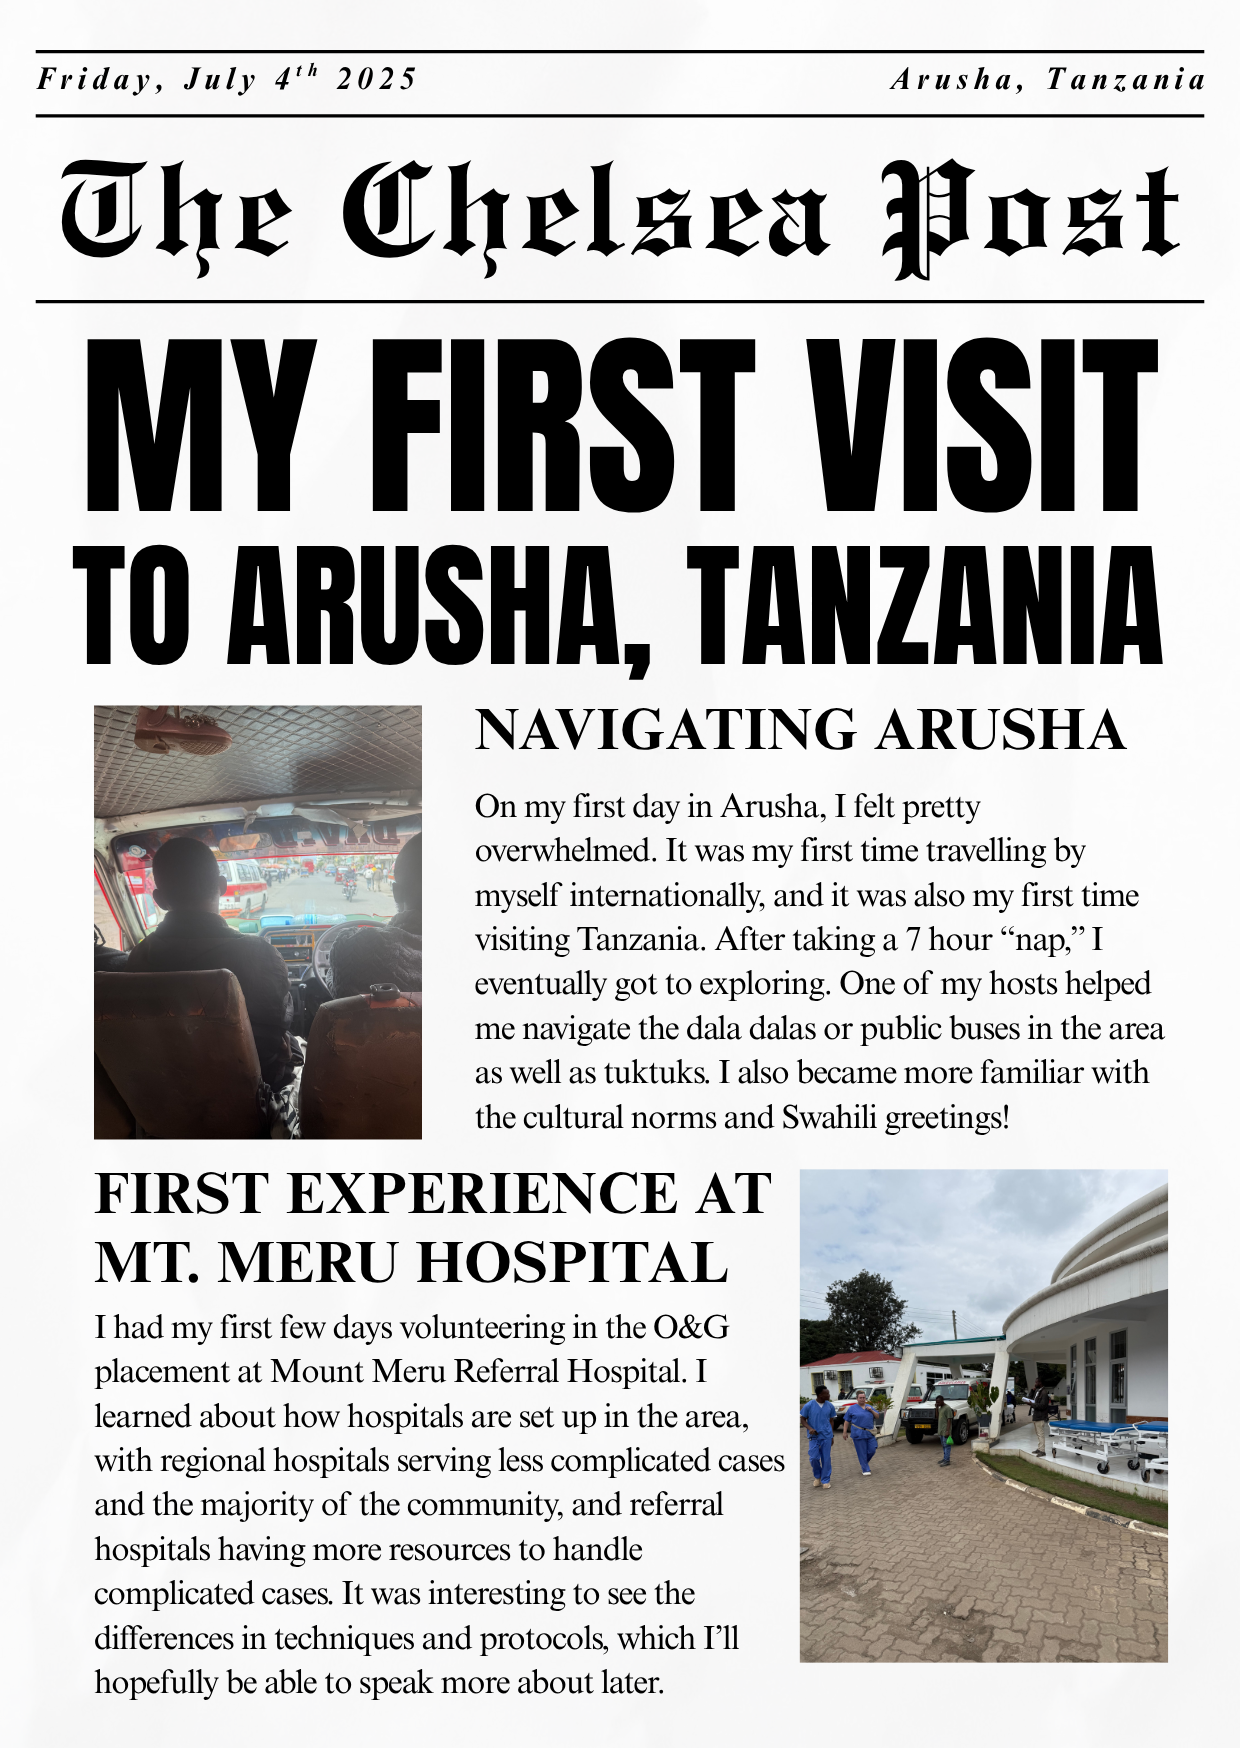 Friday, July 4th 2025
Arusha, Tanzania
The Chelsea Post
MY FIRST VISIT
TO ARUSHA, TANZANIA
NAVIGATING ARUSHA
On my first day in Arusha, I felt pretty
overwhelmed. It was my first time travelling by
myself internationally, and it was also my first time
visiting Tanzania. After taking a 7 hour “nap,” I
eventually got to exploring. One of my hosts helped
me navigate the dala dalas or public buses in the area
as well as tuktuks. I also became more familiar with
the cultural norms and Swahili greetings!
FIRST EXPERIENCE AT
MT. MERU HOSPITAL
I had my first few days volunteering in the O&G
placement at Mount Meru Referral Hospital. I
learned about how hospitals are set up in the area,
with regional hospitals serving less complicated cases
and the majority of the community, and referral
hospitals having more resources to handle
complicated cases. It was interesting to see the
differences in techniques and protocols, which I’ll
hopefully be able to speak more about later.